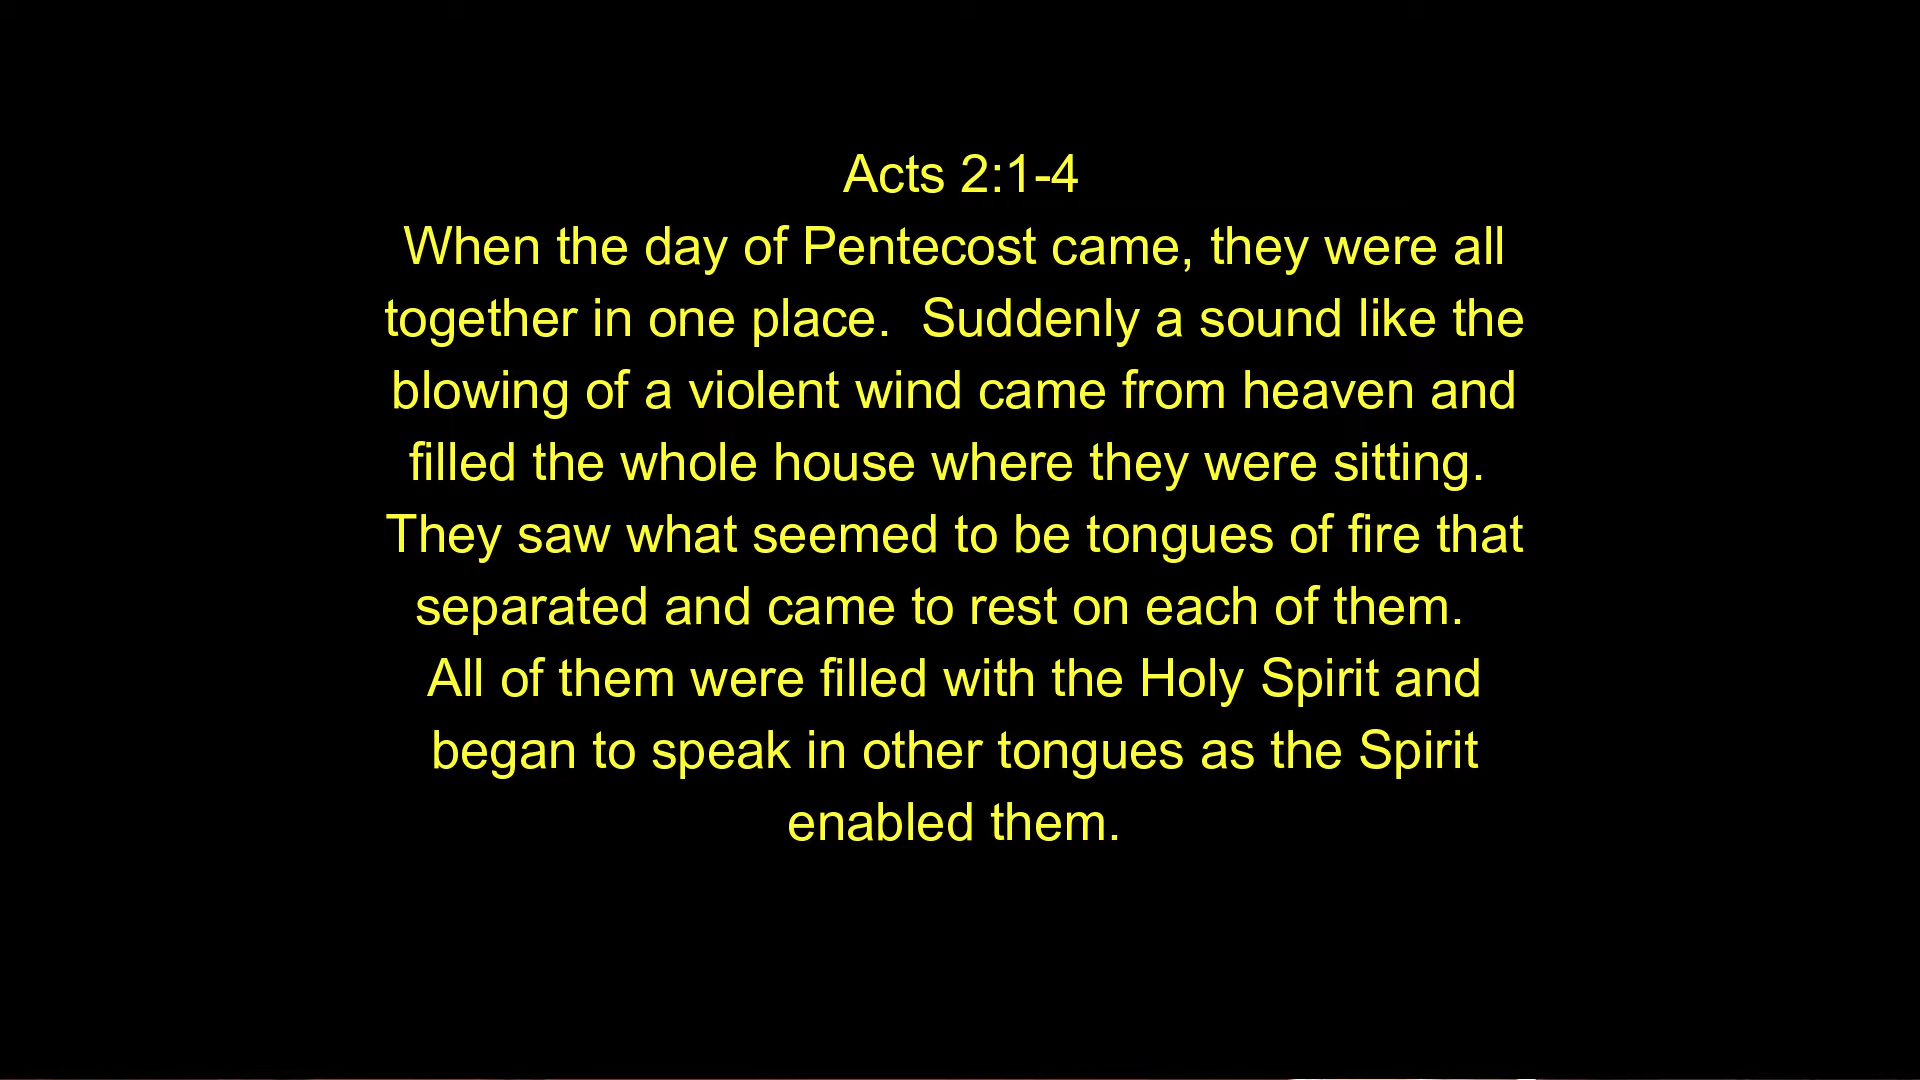 Acts 2:1-4
When the day of Pentecost came, they were all
together in one place.  Suddenly a sound like the
blowing of a violent wind came from heaven and
filled the whole house where they were sitting.
They saw what seemed to be tongues of fire that
separated and came to rest on each of them.
All of them were filled with the Holy Spirit and
began to speak in other tongues as the Spirit
enabled them.